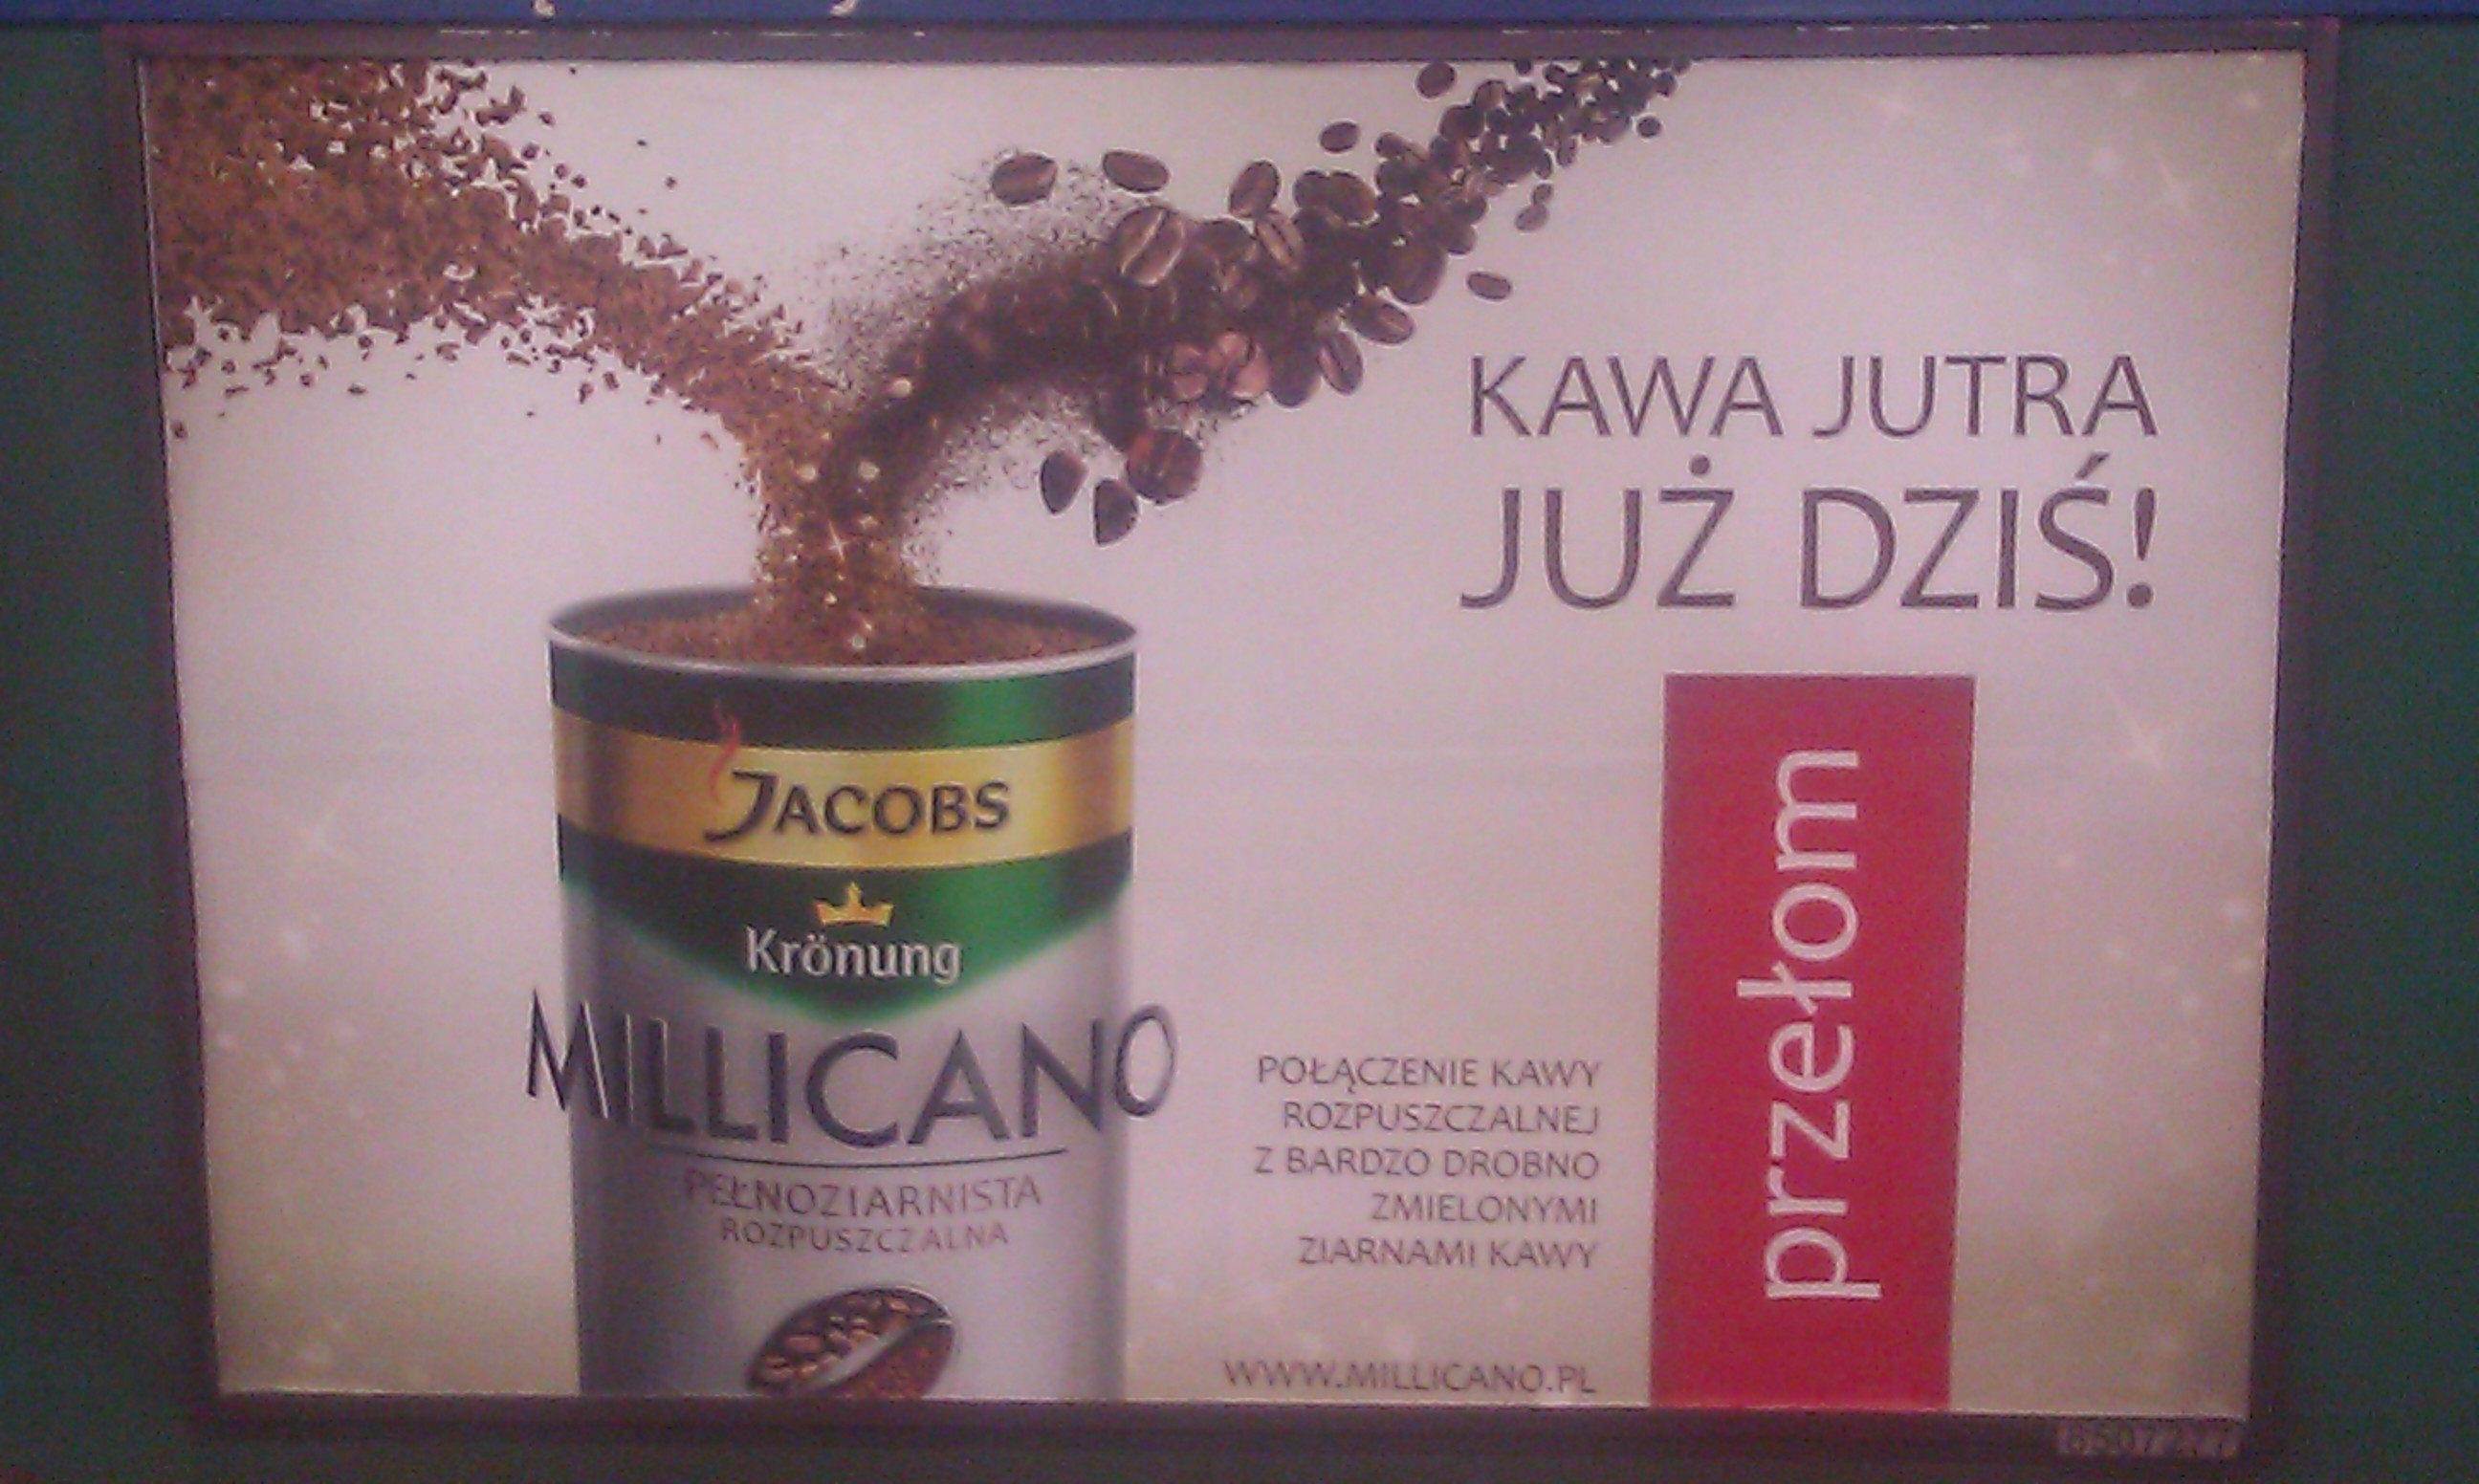 KAWA JUTRA
JUŻ DZIŚ!
JACOBS
Krönung
MILLICANO
PEŁNOZIARNISTA
ROZPUSZCZALNA
POŁĄCZENIE KAWY
ROZPUSZCZALNEJ
Z BARDZO DROBNO
ZMIELONYMI
ZIARNAMI KAWY
WWW.MILLICANO.PL
przełom